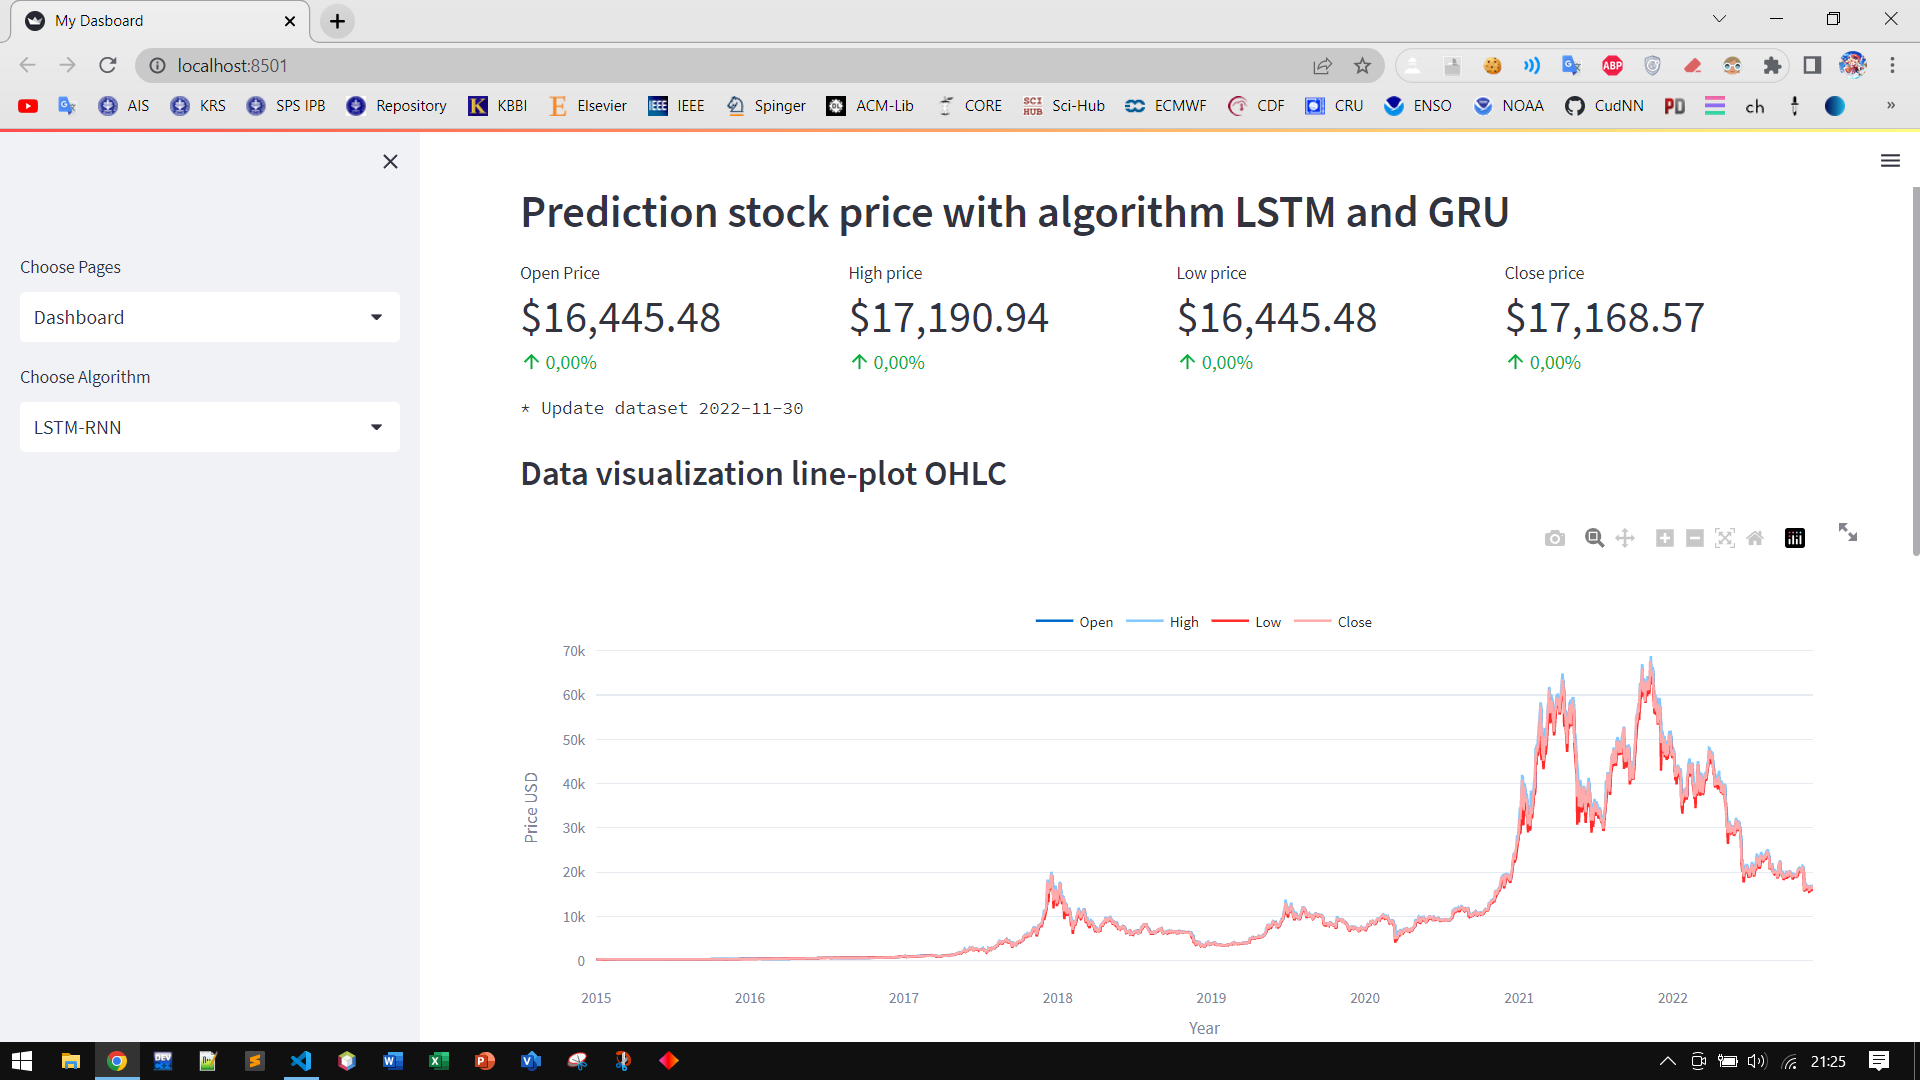 My Dasboard
localhost:8501
AIS KRS SPS IPB Repository KBBI Elsevier IEEE Spinger ACM-Lib CORE Sci-Hub ECMWF CDF CRU ENSO NOAA CudNN PD ch »
Choose Pages
Dashboard
Choose Algorithm
LSTM-RNN
Prediction stock price with algorithm LSTM and GRU
Open Price High price Low price Close price
$16,445.48 $17,190.94 $16,445.48 $17,168.57
0,00% 0,00% 0,00% 0,00%
* Update dataset 2022-11-30
Data visualization line-plot OHLC
Open High Low Close
70k
60k
50k
40k
30k
20k
10k
0
Price USD
2015 2016 2017 2018 2019 2020 2021 2022
Year
21:25